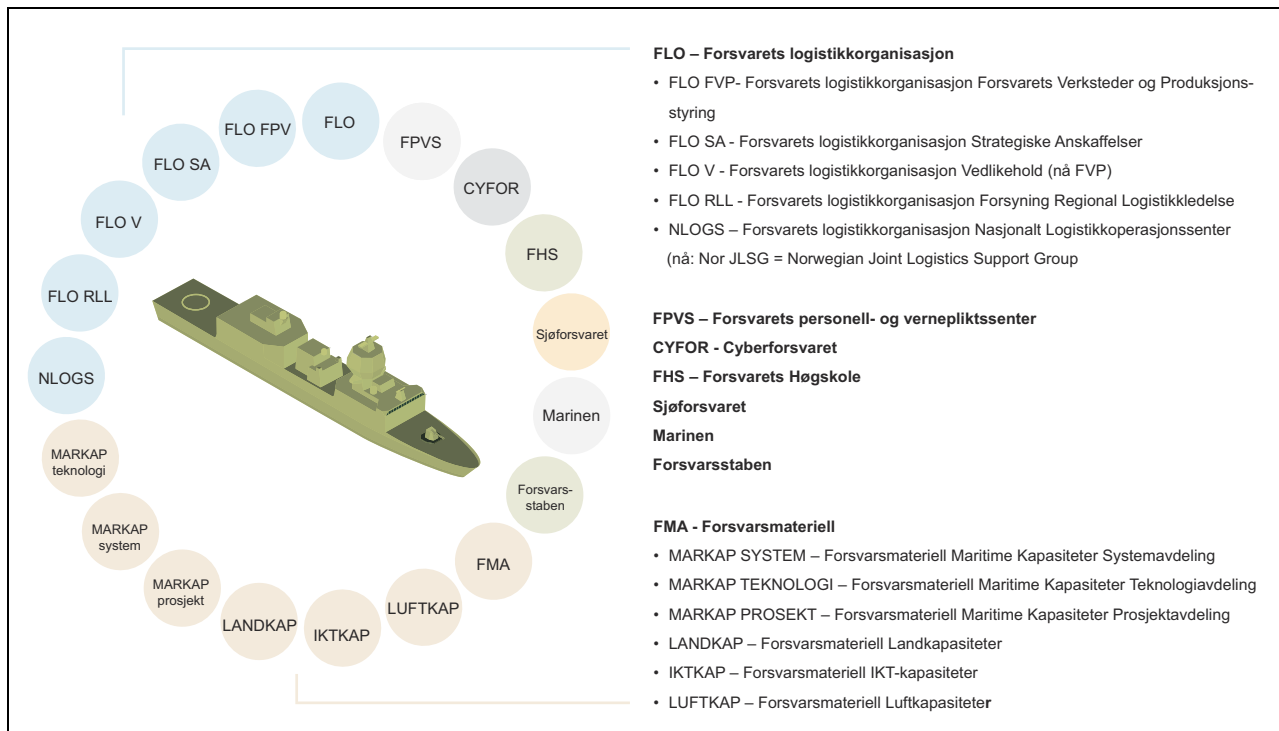 FLO
FPVS
CYFOR
FHS
Sjøforsvaret
Marinen
Forsvars-
staben
FMA
LUFTKAP
IKTKAP
LANDKAP
MARKAP
prosjekt
MARKAP
system
MARKAP
teknologi
NLOGS
FLO RLL
FLO V
FLO SA
FLO FPV
FLO – Forsvarets logistikkorganisasjon
• FLO FVP- Forsvarets logistikkorganisasjon Forsvarets Verksteder og Produksjons-
styring
• FLO SA - Forsvarets logistikkorganisasjon Strategiske Anskaffelser
• FLO V - Forsvarets logistikkorganisasjon Vedlikehold (nå FVP)
• FLO RLL - Forsvarets logistikkorganisasjon Forsyning Regional Logistikkledelse
• NLOGS – Forsvarets logistikkorganisasjon Nasjonalt Logistikkoperasjonssenter
(nå: Nor JLSG = Norwegian Joint Logistics Support Group
FPVS – Forsvarets personell- og vernepliktssenter
CYFOR - Cyberforsvaret
FHS – Forsvarets Høgskole
Sjøforsvaret
Marinen
Forsvarsstaben
FMA - Forsvarsmateriell
• MARKAP SYSTEM – Forsvarsmateriell Maritime Kapasiteter Systemavdeling
• MARKAP TEKNOLOGI – Forsvarsmateriell Maritime Kapasiteter Teknologiavdeling
• MARKAP PROSEKT – Forsvarsmateriell Maritime Kapasiteter Prosjektavdeling
• LANDKAP – Forsvarsmateriell Landkapasiteter
• IKTKAP – Forsvarsmateriell IKT-kapasiteter
• LUFTKAP – Forsvarsmateriell Luftkapasiteter